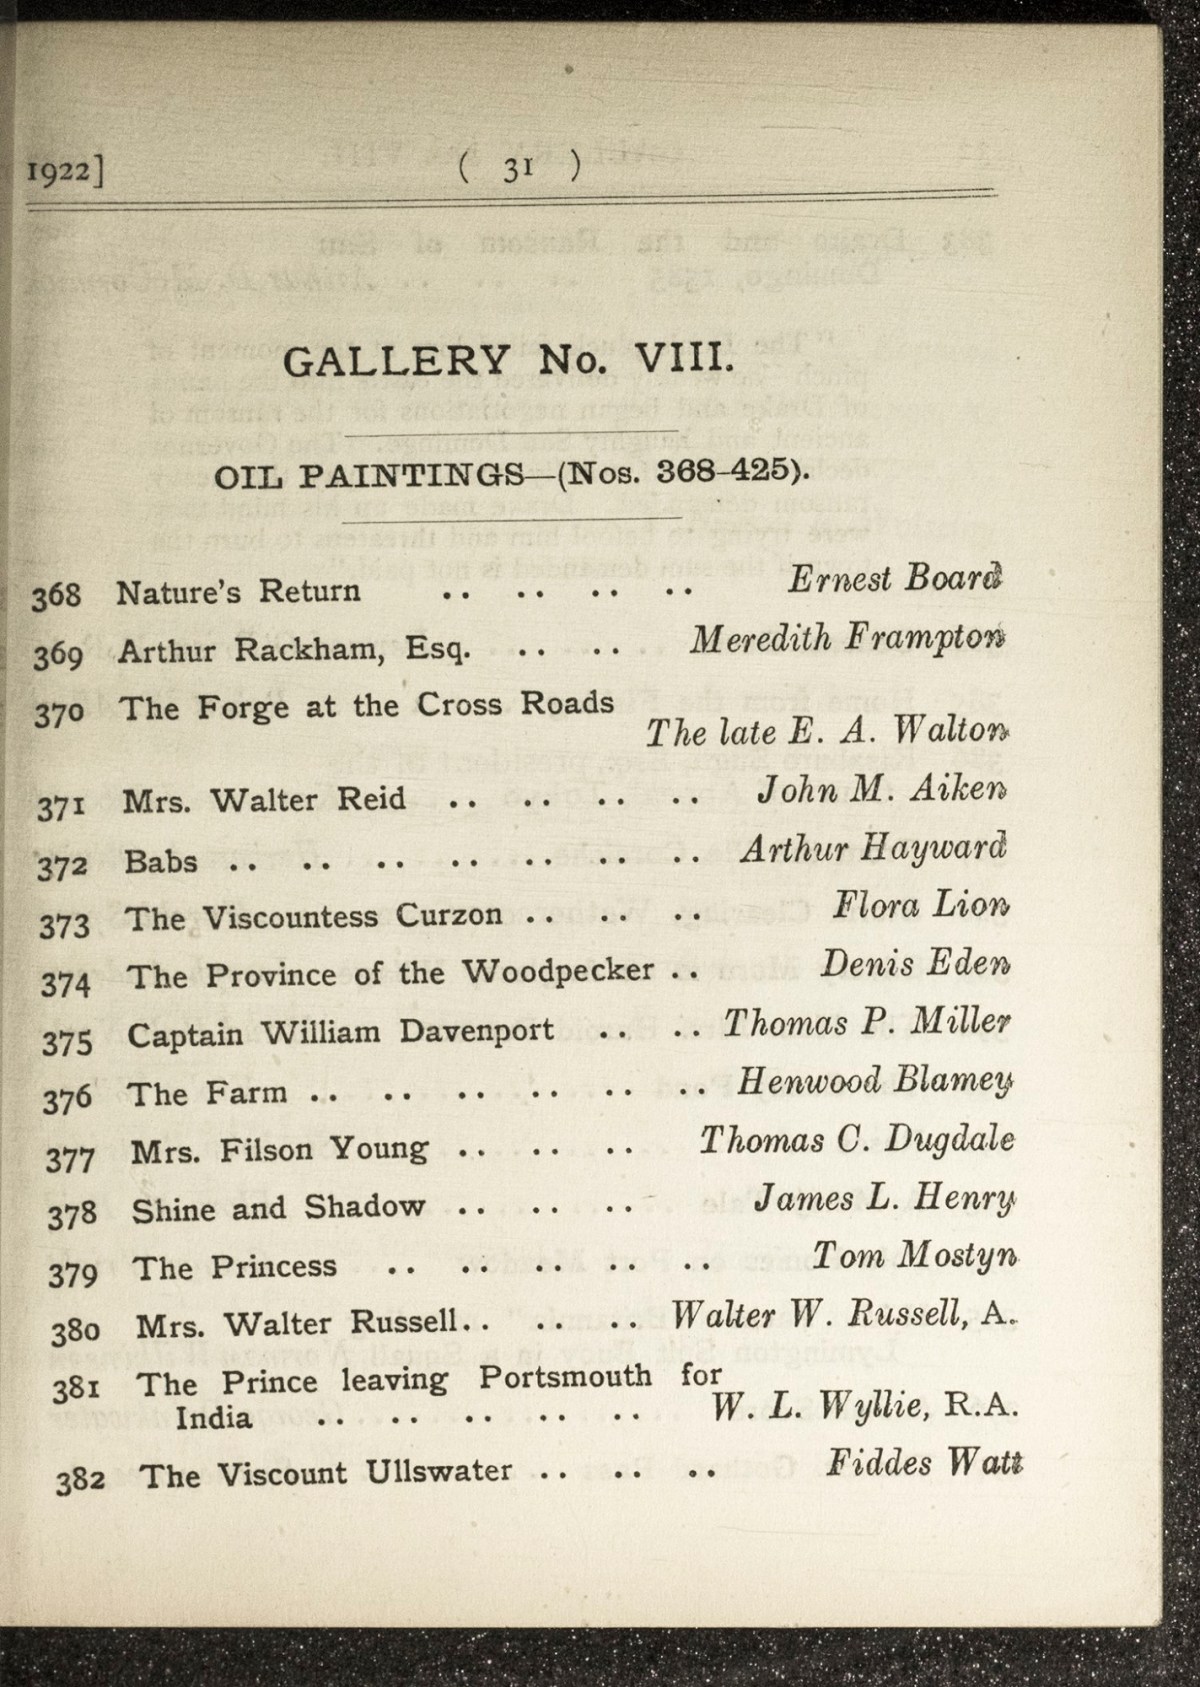 1922] ( 31 )
GALLERY No. VIII.
OIL PAINTINGS—(Nos. 368-425).
368 Nature's Return .. .. .. .. Ernest Board
369 Arthur Rackham, Esq. .. .. Meredith Frampton
370 The Forge at the Cross Roads
The late E. A. Walton
371 Mrs. Walter Reid .. .. .. .. John M. Aiken
372 Babs .. .. .. .. .. .. .. Arthur Hayward
373 The Viscountess Curzon .. .. .. Flora Lion
374 The Province of the Woodpecker .. Denis Eden
375 Captain William Davenport .. .. Thomas P. Miller
376 The Farm .. .. .. .. .. .. Henwood Blamey
377 Mrs. Filson Young .. .. .. Thomas C. Dugdale
378 Shine and Shadow .. .. .. James L. Henry
379 The Princess .. .. .. .. .. Tom Mostyn
380 Mrs. Walter Russell.. .. .. Walter W. Russell, A.
381 The Prince leaving Portsmouth for
India .. .. .. .. .. W. L. Wyllie, R.A.
382 The Viscount Ullswater .. .. .. Fiddes Watt